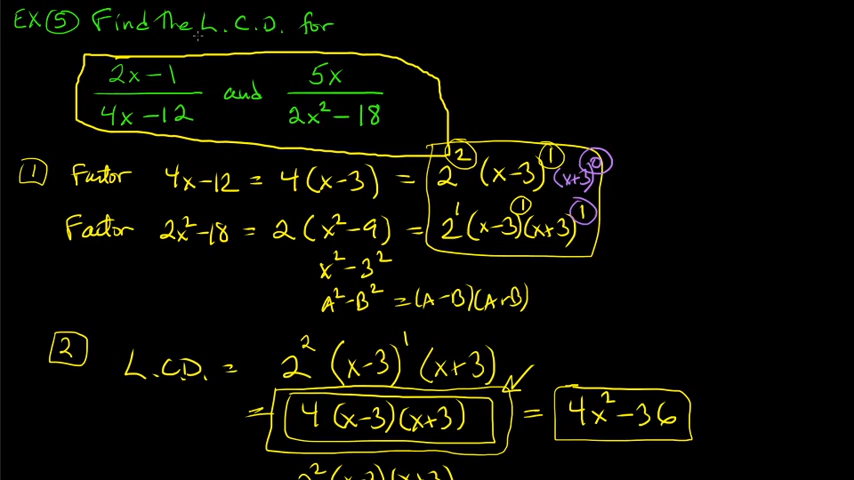 EX ⑤ Find the L.C.D. for
2x-1 / 4x-12 and 5x / 2x² - 18
① Factor 4x-12 = 4(x-3) = 2² (x-3)¹ (x+3)⁰
Factor 2x²-18 = 2(x²-9) = 2¹(x-3)¹(x+3)¹
x² - 3²
A² - B² = (A-B)(A+B)
2 L.C.D. = 2² (x-3)¹ (x+3)
= 4(x-3)(x+3) = 4x² - 36